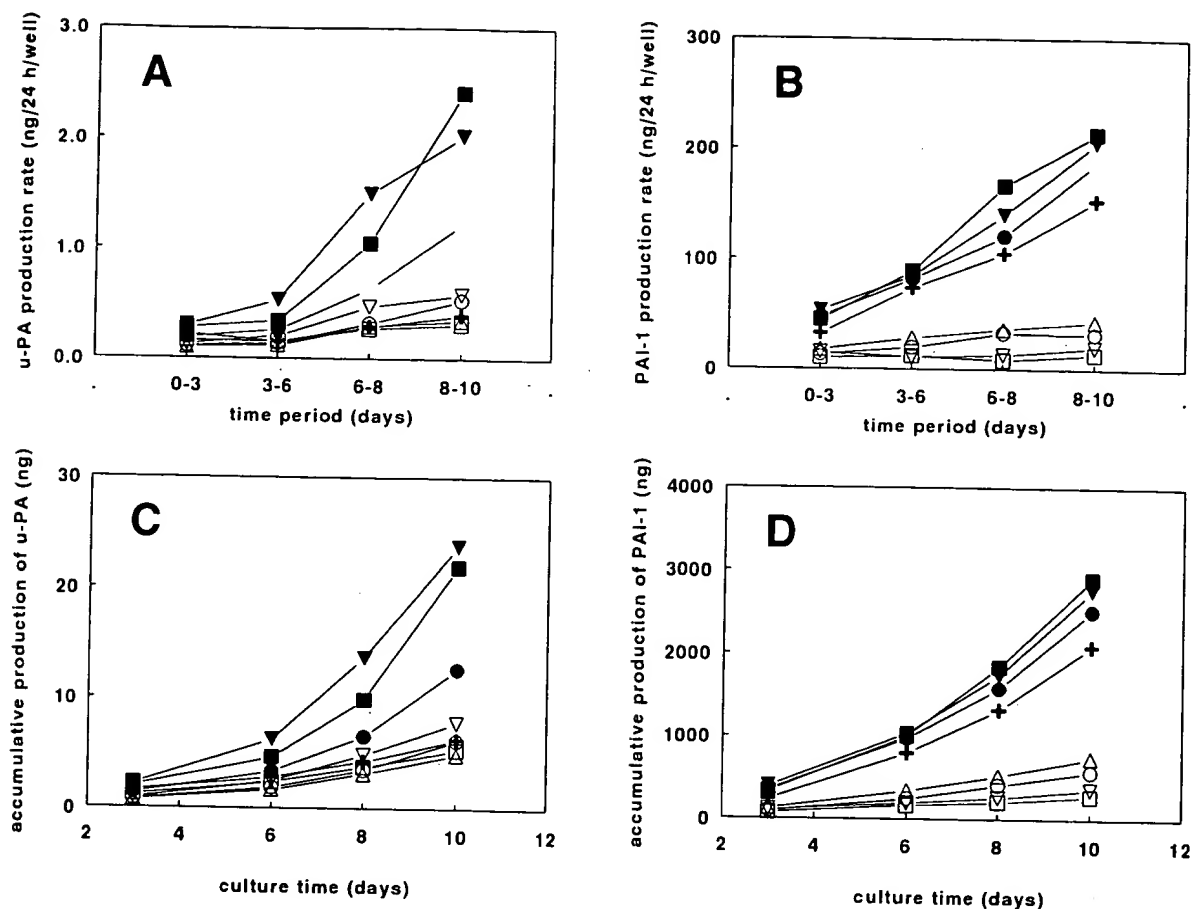 A
u-PA production rate (ng/24 h/well)
3.0
2.0
1.0
0.0
0-3 3-6 6-8 8-10
time period (days)
B
PAI-1 production rate (ng/24 h/well)
300
200
100
0
0-3 3-6 6-8 8-10
time period (days)
C
accumulative production of u-PA (ng)
30
20
10
0
2 4 6 8 10 12
culture time (days)
D
accumulative production of PAI-1 (ng)
4000
3000
2000
1000
0
2 4 6 8 10 12
culture time (days)